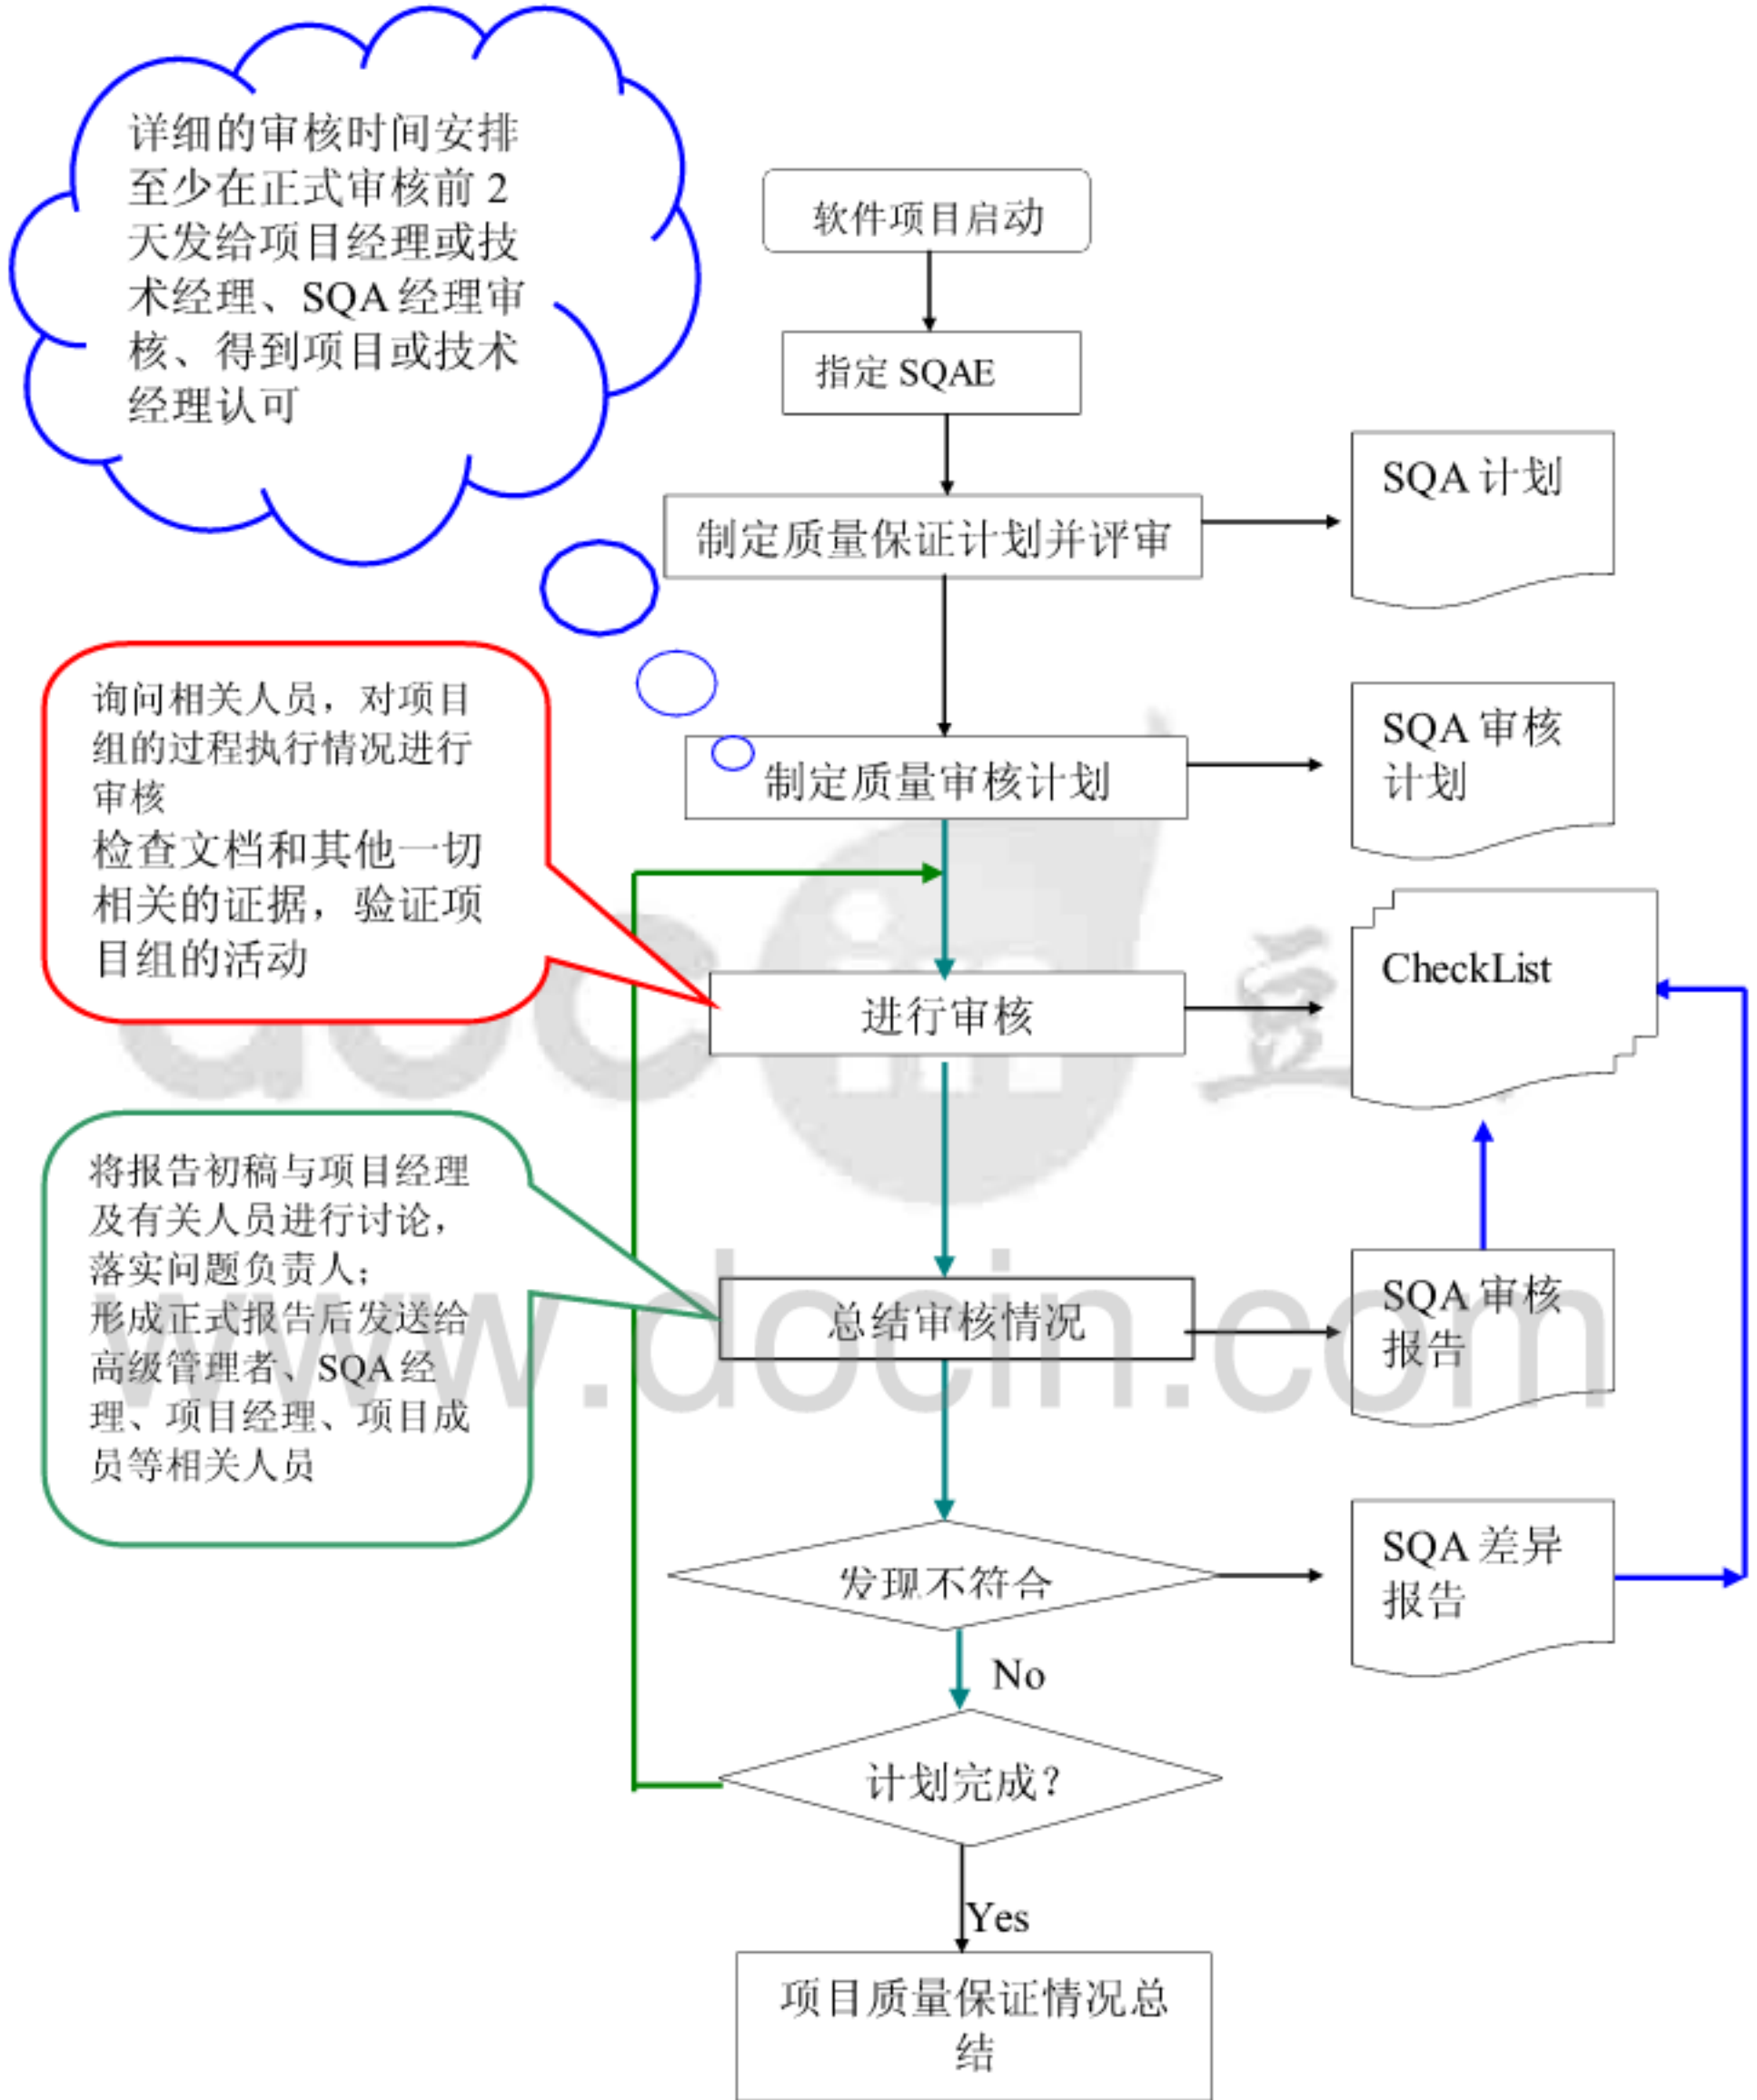 详细的审核时间安排
至少在正式审核前 2
天发给项目经理或技
术经理、SQA 经理审
核、得到项目或技术
经理认可
软件项目启动
指定 SQAE
制定质量保证计划并评审
SQA 计划
询问相关人员，对项目
组的过程执行情况进行
审核
检查文档和其他一切
相关的证据，验证项
目组的活动
制定质量审核计划
SQA 审核
计划
进行审核
CheckList
将报告初稿与项目经理
及有关人员进行讨论，
落实问题负责人；
形成正式报告后发送给
高级管理者、SQA 经
理、项目经理、项目成
员等相关人员
总结审核情况
SQA 审核
报告
发现不符合
SQA 差异
报告
No
计划完成？
Yes
项目质量保证情况总
结
docin 豆
www.docin.com